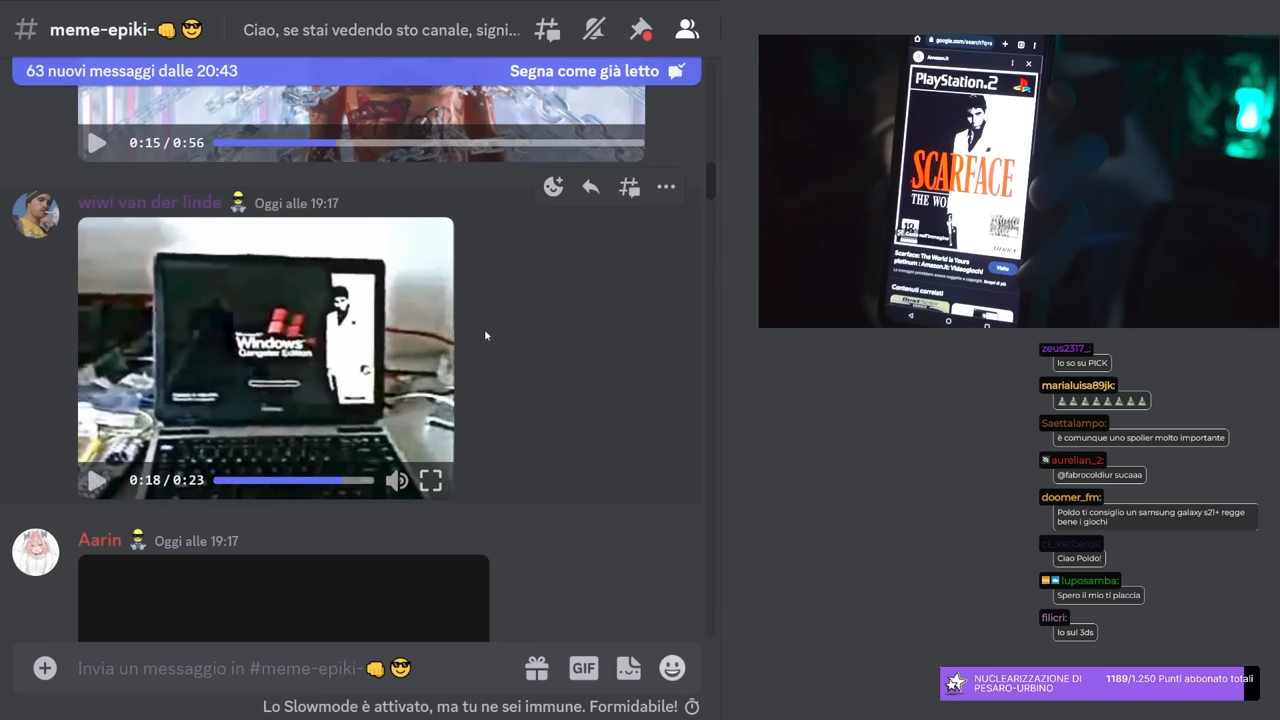 meme-epiki-👊 😎
Ciao, se stai vedendo sto canale, signi...
63 nuovi messaggi dalle 20:43
Segna come già letto
0:15 / 0:56
wiwi van der linde
Oggi alle 19:17
Windows
Gangster Edition
0:18 / 0:23
Aarin
Oggi alle 19:17
Invia un messaggio in #meme-epiki-👊 😎
GIF
Lo Slowmode è attivato, ma tu ne sei immune. Formidabile!
google.com/search?q=s
Amazon.it
PlayStation.2
SCARFACE
THE WO
18
Scarface: The World is Yours
platinum : Amazon.it: Videogiochi
Visita
Contenuti correlati
zeus2317_:
Io so su PICK
marialuisa89jk:
Saettalampo:
è comunque uno spolier molto importante
aurelian_2:
@fabrocoldiur sucaaa
doomer_fm:
Poldo ti consiglio un samsung galaxy s21+ regge
bene i giochi
Ciao Poldo!
luposamba:
Spero il mio ti piaccia
filicri:
Io sul 3ds
NUCLEARIZZAZIONE DI
PESARO-URBINO
1189/1.250 Punti abbonato totali